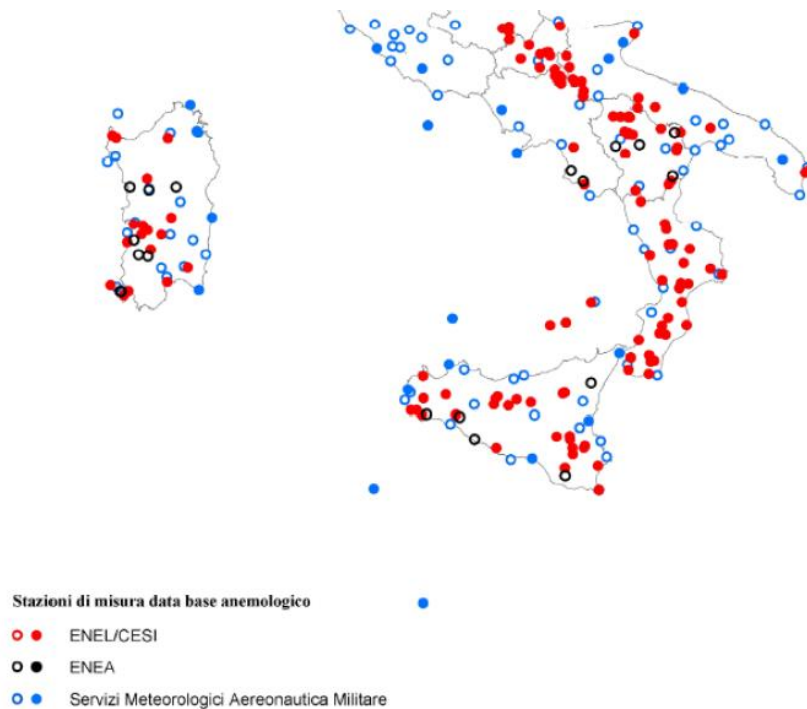 Stazioni di misura data base anemologico
ENEL/CESI
ENEA
Servizi Meteorologici Aereonautica Militare